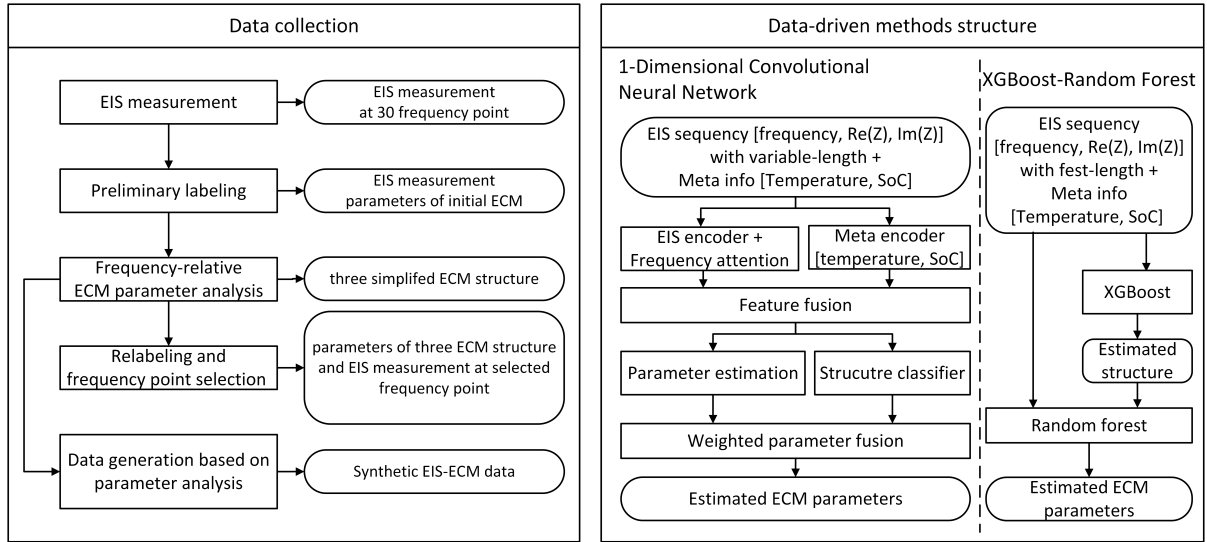 Data collection
EIS measurement
EIS measurement
at 30 frequency point
Preliminary labeling
EIS measurement
parameters of initial ECM
Frequency-relative
ECM parameter analysis
three simplifed ECM structure
Relabeling and
frequency point selection
parameters of three ECM structure
and EIS measurement at selected
frequency point
Data generation based on
parameter analysis
Synthetic EIS-ECM data
Data-driven methods structure
1-Dimensional Convolutional
Neural Network
EIS sequency [frequency, Re(Z), Im(Z)]
with variable-length +
Meta info [Temperature, SoC]
EIS encoder +
Frequency attention
Meta encoder
[temperature, SoC]
Feature fusion
Parameter estimation
Strucutre classifier
Weighted parameter fusion
Estimated ECM parameters
XGBoost-Random Forest
EIS sequency
[frequency, Re(Z), Im(Z)]
with fest-length +
Meta info
[Temperature, SoC]
XGBoost
Estimated
structure
Random forest
Estimated ECM
parameters